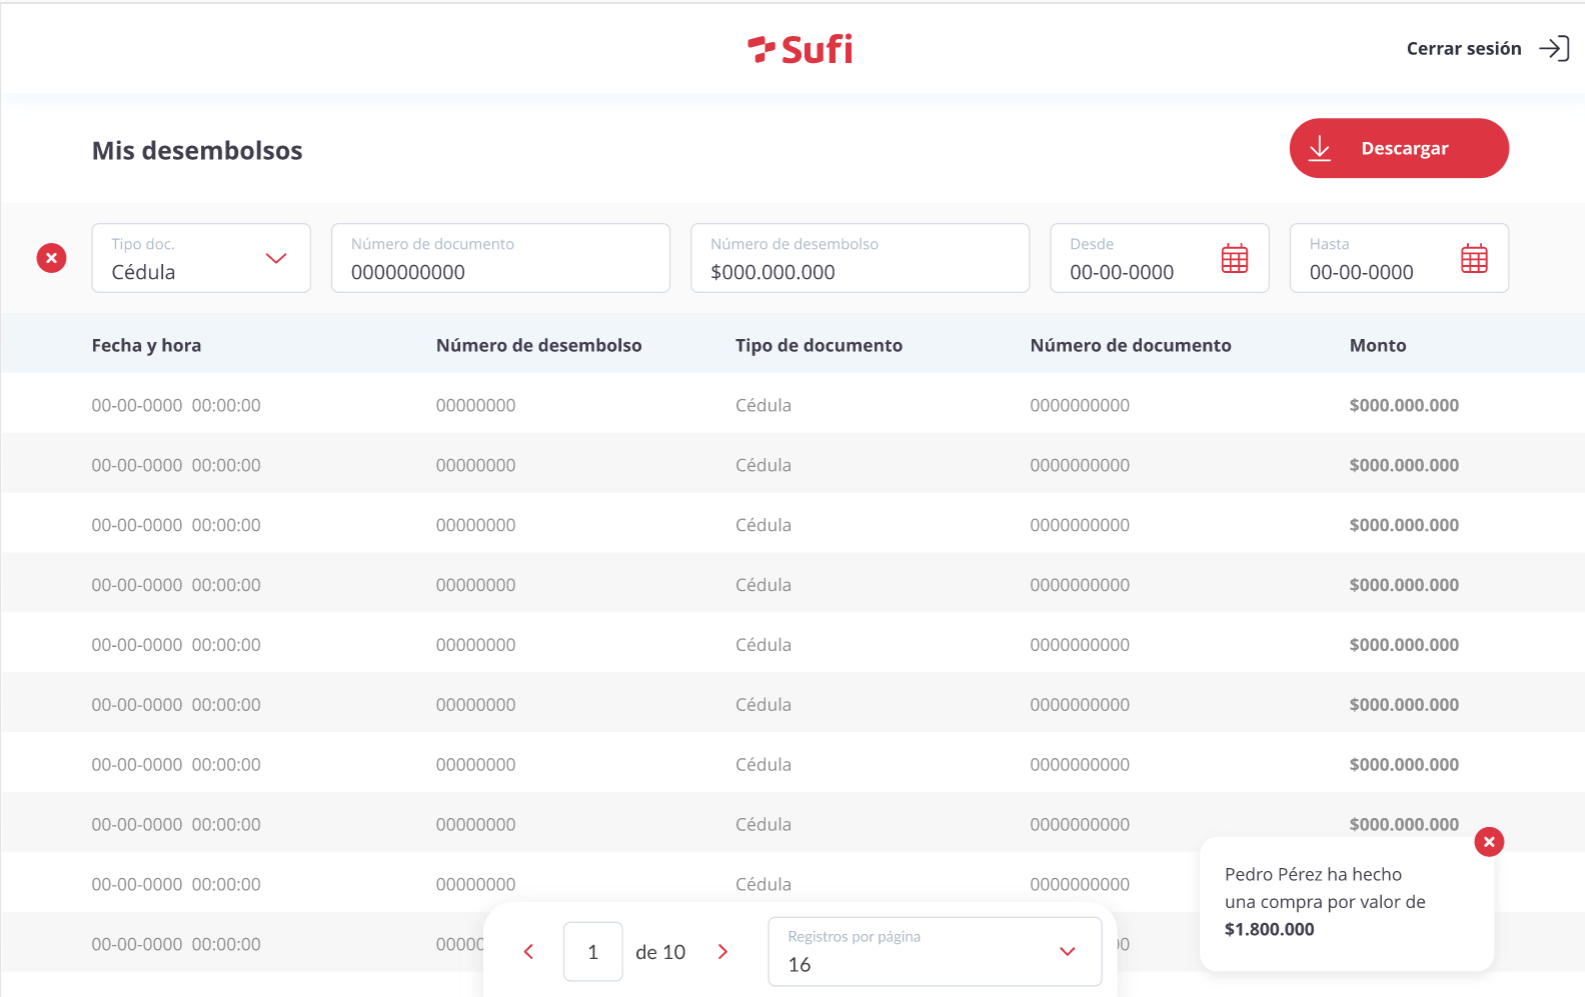 Sufi
Cerrar sesión
Mis desembolsos
Descargar
Tipo doc.
Cédula
Número de documento
0000000000
Número de desembolso
$000.000.000
Desde
00-00-0000
Hasta
00-00-0000
Fecha y hora Número de desembolso Tipo de documento Número de documento Monto
00-00-0000 00:00:00 00000000 Cédula 0000000000 $000.000.000
00-00-0000 00:00:00 00000000 Cédula 0000000000 $000.000.000
00-00-0000 00:00:00 00000000 Cédula 0000000000 $000.000.000
00-00-0000 00:00:00 00000000 Cédula 0000000000 $000.000.000
00-00-0000 00:00:00 00000000 Cédula 0000000000 $000.000.000
00-00-0000 00:00:00 00000000 Cédula 0000000000 $000.000.000
00-00-0000 00:00:00 00000000 Cédula 0000000000 $000.000.000
00-00-0000 00:00:00 00000000 Cédula 0000000000 $000.000.000
00-00-0000 00:00:00 00000000 Cédula 0000000000
00-00-0000 00:00:00
Pedro Pérez ha hecho
una compra por valor de
$1.800.000
1 de 10
Registros por página
16